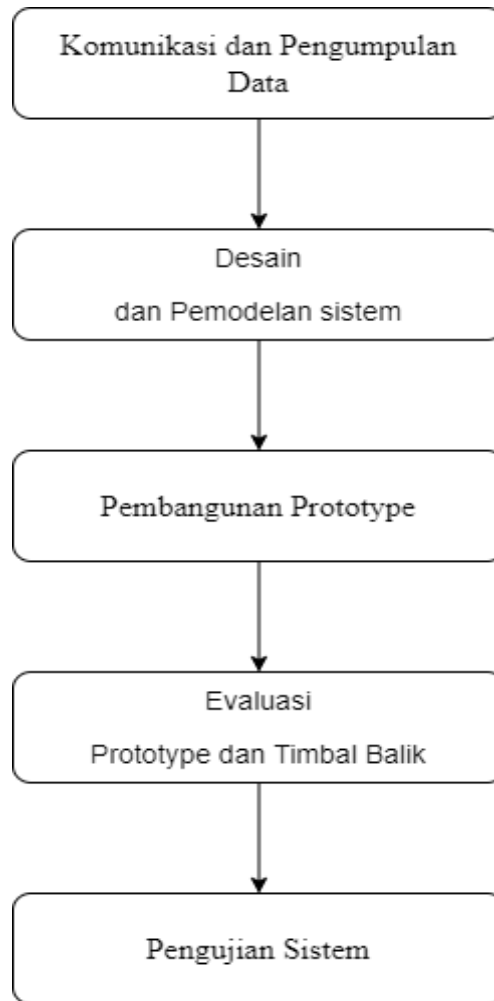 Komunikasi dan Pengumpulan
Data
Desain
dan Pemodelan sistem
Pembangunan Prototype
Evaluasi
Prototype dan Timbal Balik
Pengujian Sistem